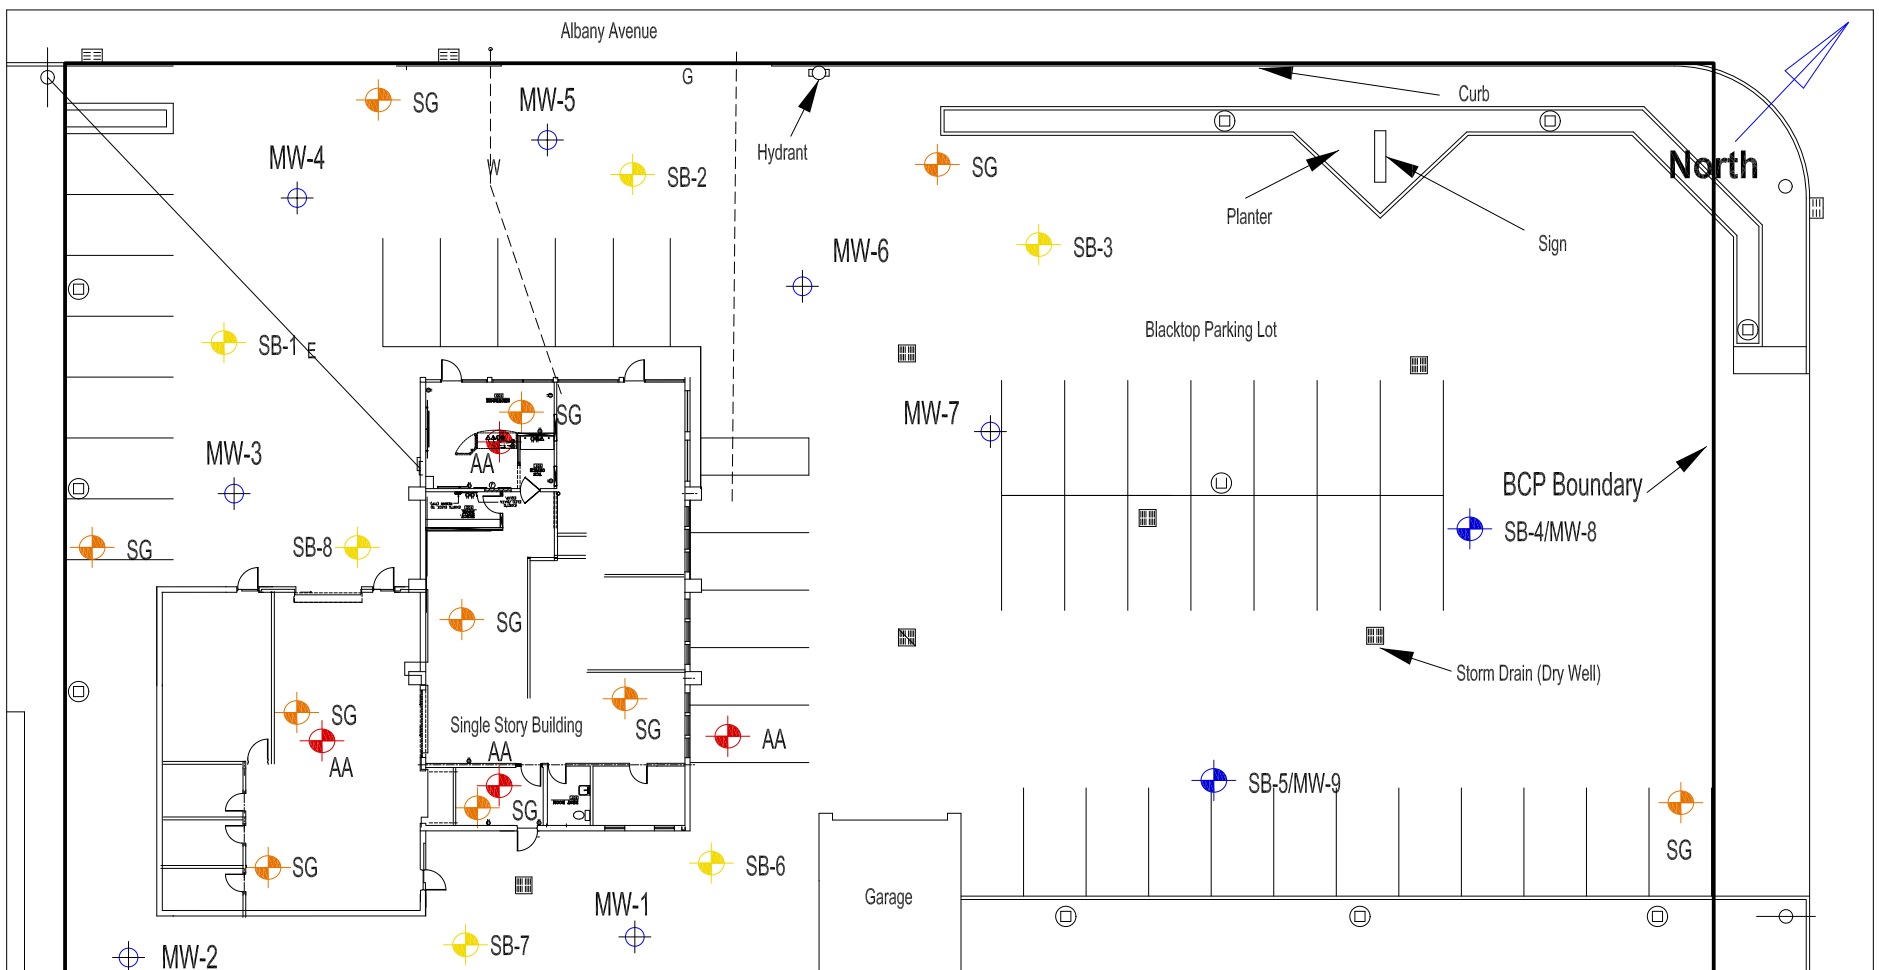 Albany Avenue
G
Curb
SG
MW-5
Hydrant
North
MW-4
W
SB-2
SG
Planter
Sign
MW-6
SB-3
SB-1
E
Blacktop Parking Lot
SG
MW-7
AA
MW-3
BCP Boundary
SG
SB-8
SB-4/MW-8
SG
Storm Drain (Dry Well)
SG
Single Story Building
SG
AA
AA
AA
SB-5/MW-9
SG
SG
SG
SB-6
Garage
MW-1
SB-7
MW-2